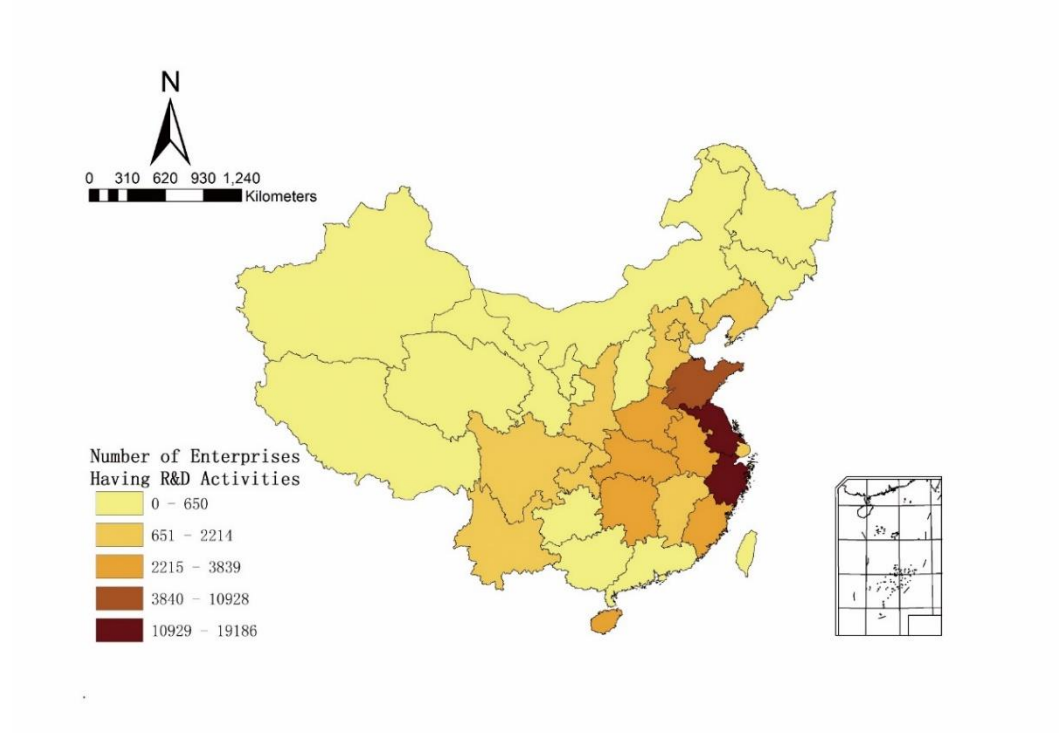 N
0 310 620 930 1,240
Kilometers
Number of Enterprises
Having R&D Activities
0 - 650
651 - 2214
2215 - 3839
3840 - 10928
10929 - 19186